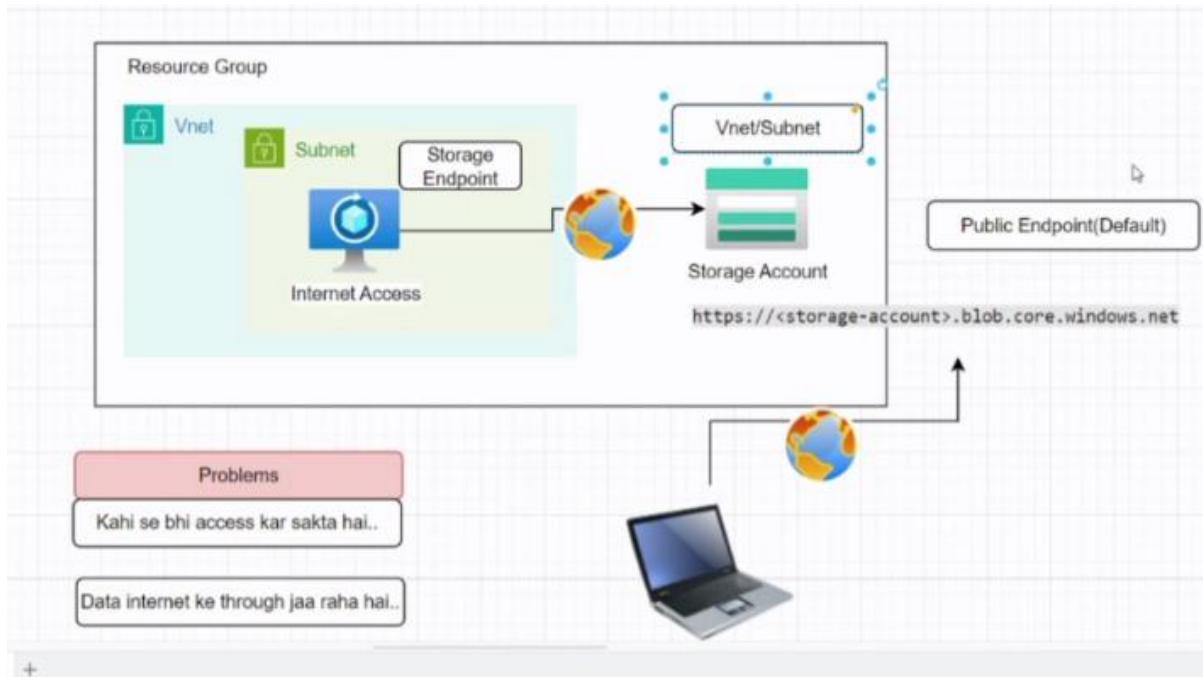 Resource Group
Vnet
Subnet
Storage
Endpoint
Internet Access
Vnet/Subnet
Storage Account
Public Endpoint(Default)
https://<storage-account>.blob.core.windows.net
Problems
Kahi se bhi access kar sakta hai..
Data internet ke through jaa raha hai..
+